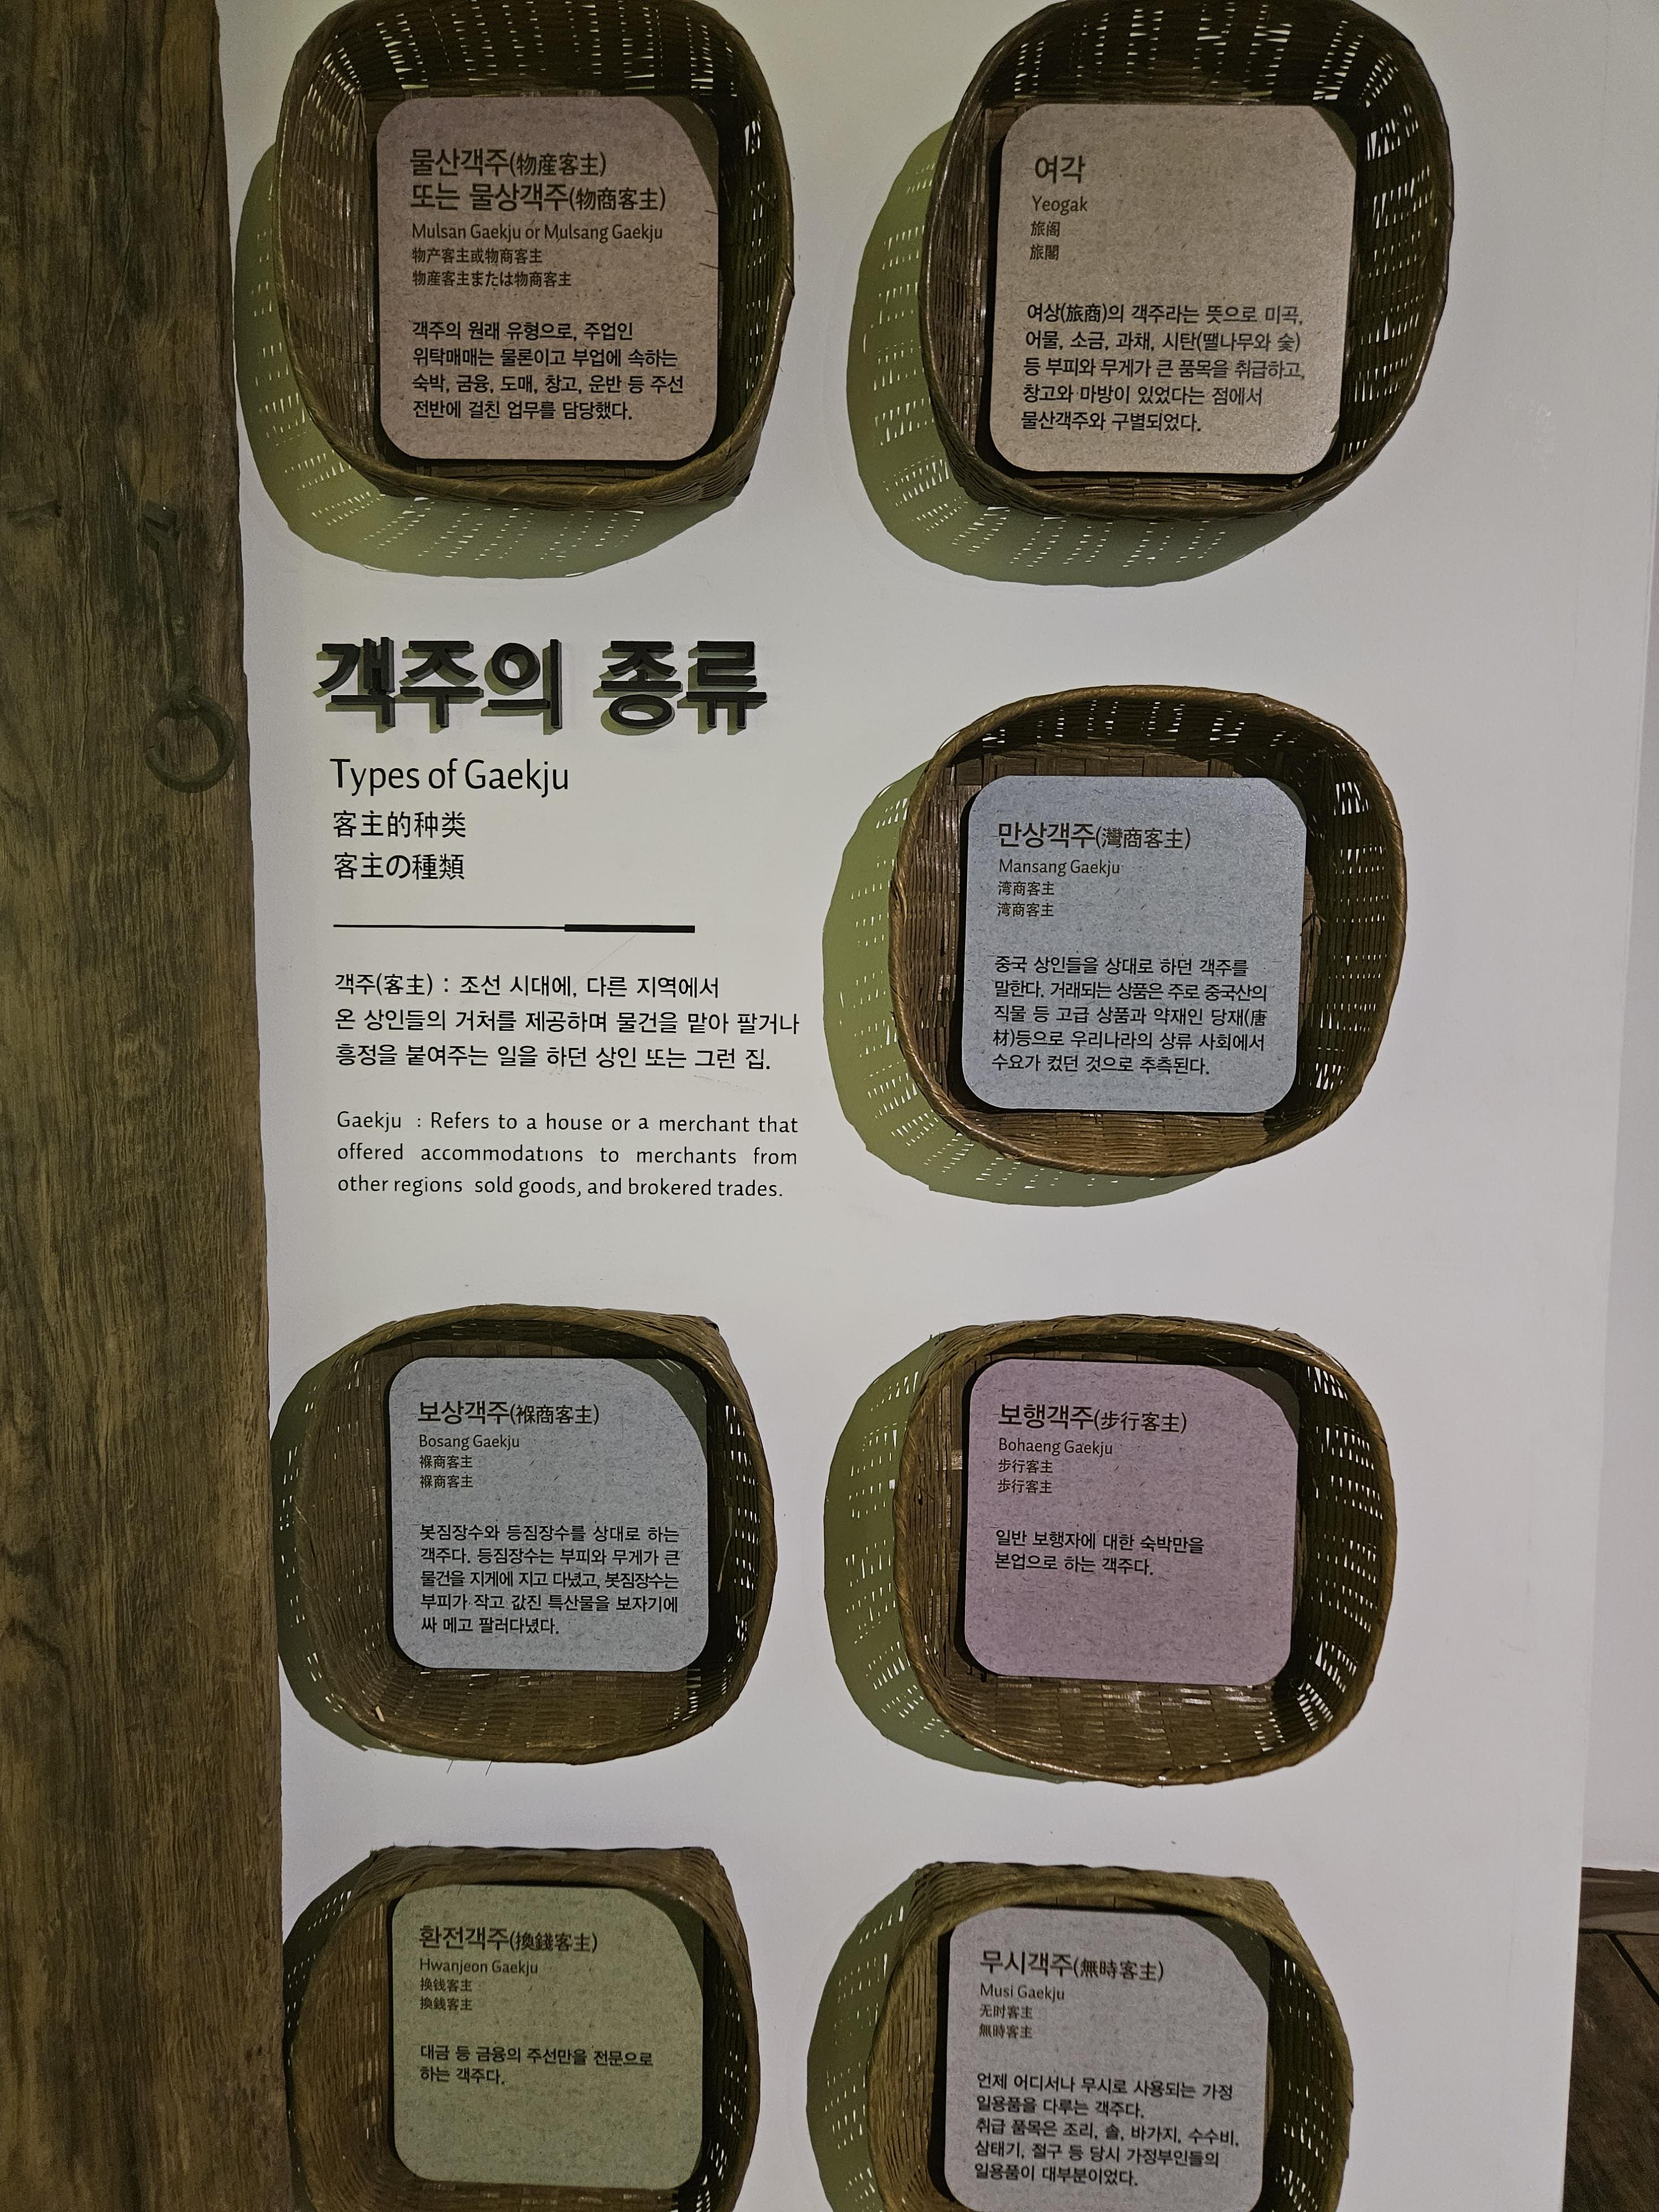 물산객주(物産客主)
또는 물상객주(物商客主)
Mulsan Gaekju or Mulsang Gaekju
物产客主或物商客主
物産客主または物商客主
객주의 원래 유형으로, 주업인
위탁매매는 물론이고 부업에 속하는
숙박, 금융, 도매, 창고, 운반 등 주선
전반에 걸친 업무를 담당했다.
여각
Yeogak
旅阁
旅閣
여상(旅商)의 객주라는 뜻으로 미곡,
어물, 소금, 과채, 시탄(땔나무와 숯)
등 부피와 무게가 큰 품목을 취급하고,
창고와 마방이 있었다는 점에서
물산객주와 구별되었다.
객주의 종류
Types of Gaekju
客主的种类
客主の種類
객주(客主) : 조선 시대에, 다른 지역에서
온 상인들의 거처를 제공하며 물건을 맡아 팔거나
흥정을 붙여주는 일을 하던 상인 또는 그런 집.
Gaekju : Refers to a house or a merchant that
offered accommodations to merchants from
other regions sold goods, and brokered trades.
만상객주(灣商客主)
Mansang Gaekju
湾商客主
湾商客主
중국 상인들을 상대로 하던 객주를
말한다. 거래되는 상품은 주로 중국산의
직물 등 고급 상품과 약재인 당재(唐
材)등으로 우리나라의 상류 사회에서
수요가 컸던 것으로 추측된다.
보상객주(褓商客主)
Bosang Gaekju
褓商客主
褓商客主
봇짐장수와 등짐장수를 상대로 하는
객주다. 등짐장수는 부피와 무게가 큰
물건을 지게에 지고 다녔고, 봇짐장수는
부피가 작고 값진 특산물을 보자기에
싸 메고 팔러다녔다.
보행객주(步行客主)
Bohaeng Gaekju
步行客主
歩行客主
일반 보행자에 대한 숙박만을
본업으로 하는 객주다.
환전객주(換錢客主)
Hwanjeon Gaekju
换钱客主
換銭客主
대금 등 금융의 주선만을 전문으로
하는 객주다.
무시객주(無時客主)
Musi Gaekju
无时客主
無時客主
언제 어디서나 무시로 사용되는 가정
일용품을 다루는 객주다.
취급 품목은 조리, 솔, 바가지, 수수비,
삼태기, 절구 등 당시 가정부인들의
일용품이 대부분이었다.